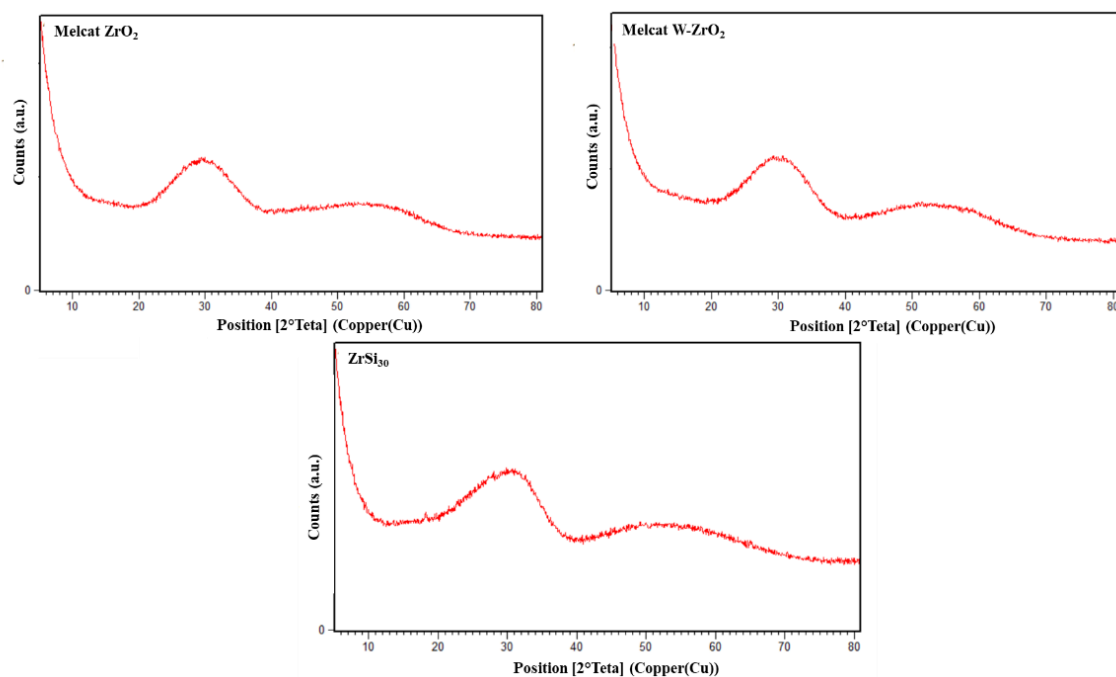 Melcat ZrO₂
Counts (a.u.)
0
10 20 30 40 50 60 70 80
Position [2°Teta] (Copper(Cu))
Melcat W-ZrO₂
Counts (a.u.)
0
10 20 30 40 50 60 70 80
Position [2°Teta] (Copper(Cu))
ZrSi₃₀
Counts (a.u.)
0
10 20 30 40 50 60 70 80
Position [2°Teta] (Copper(Cu))